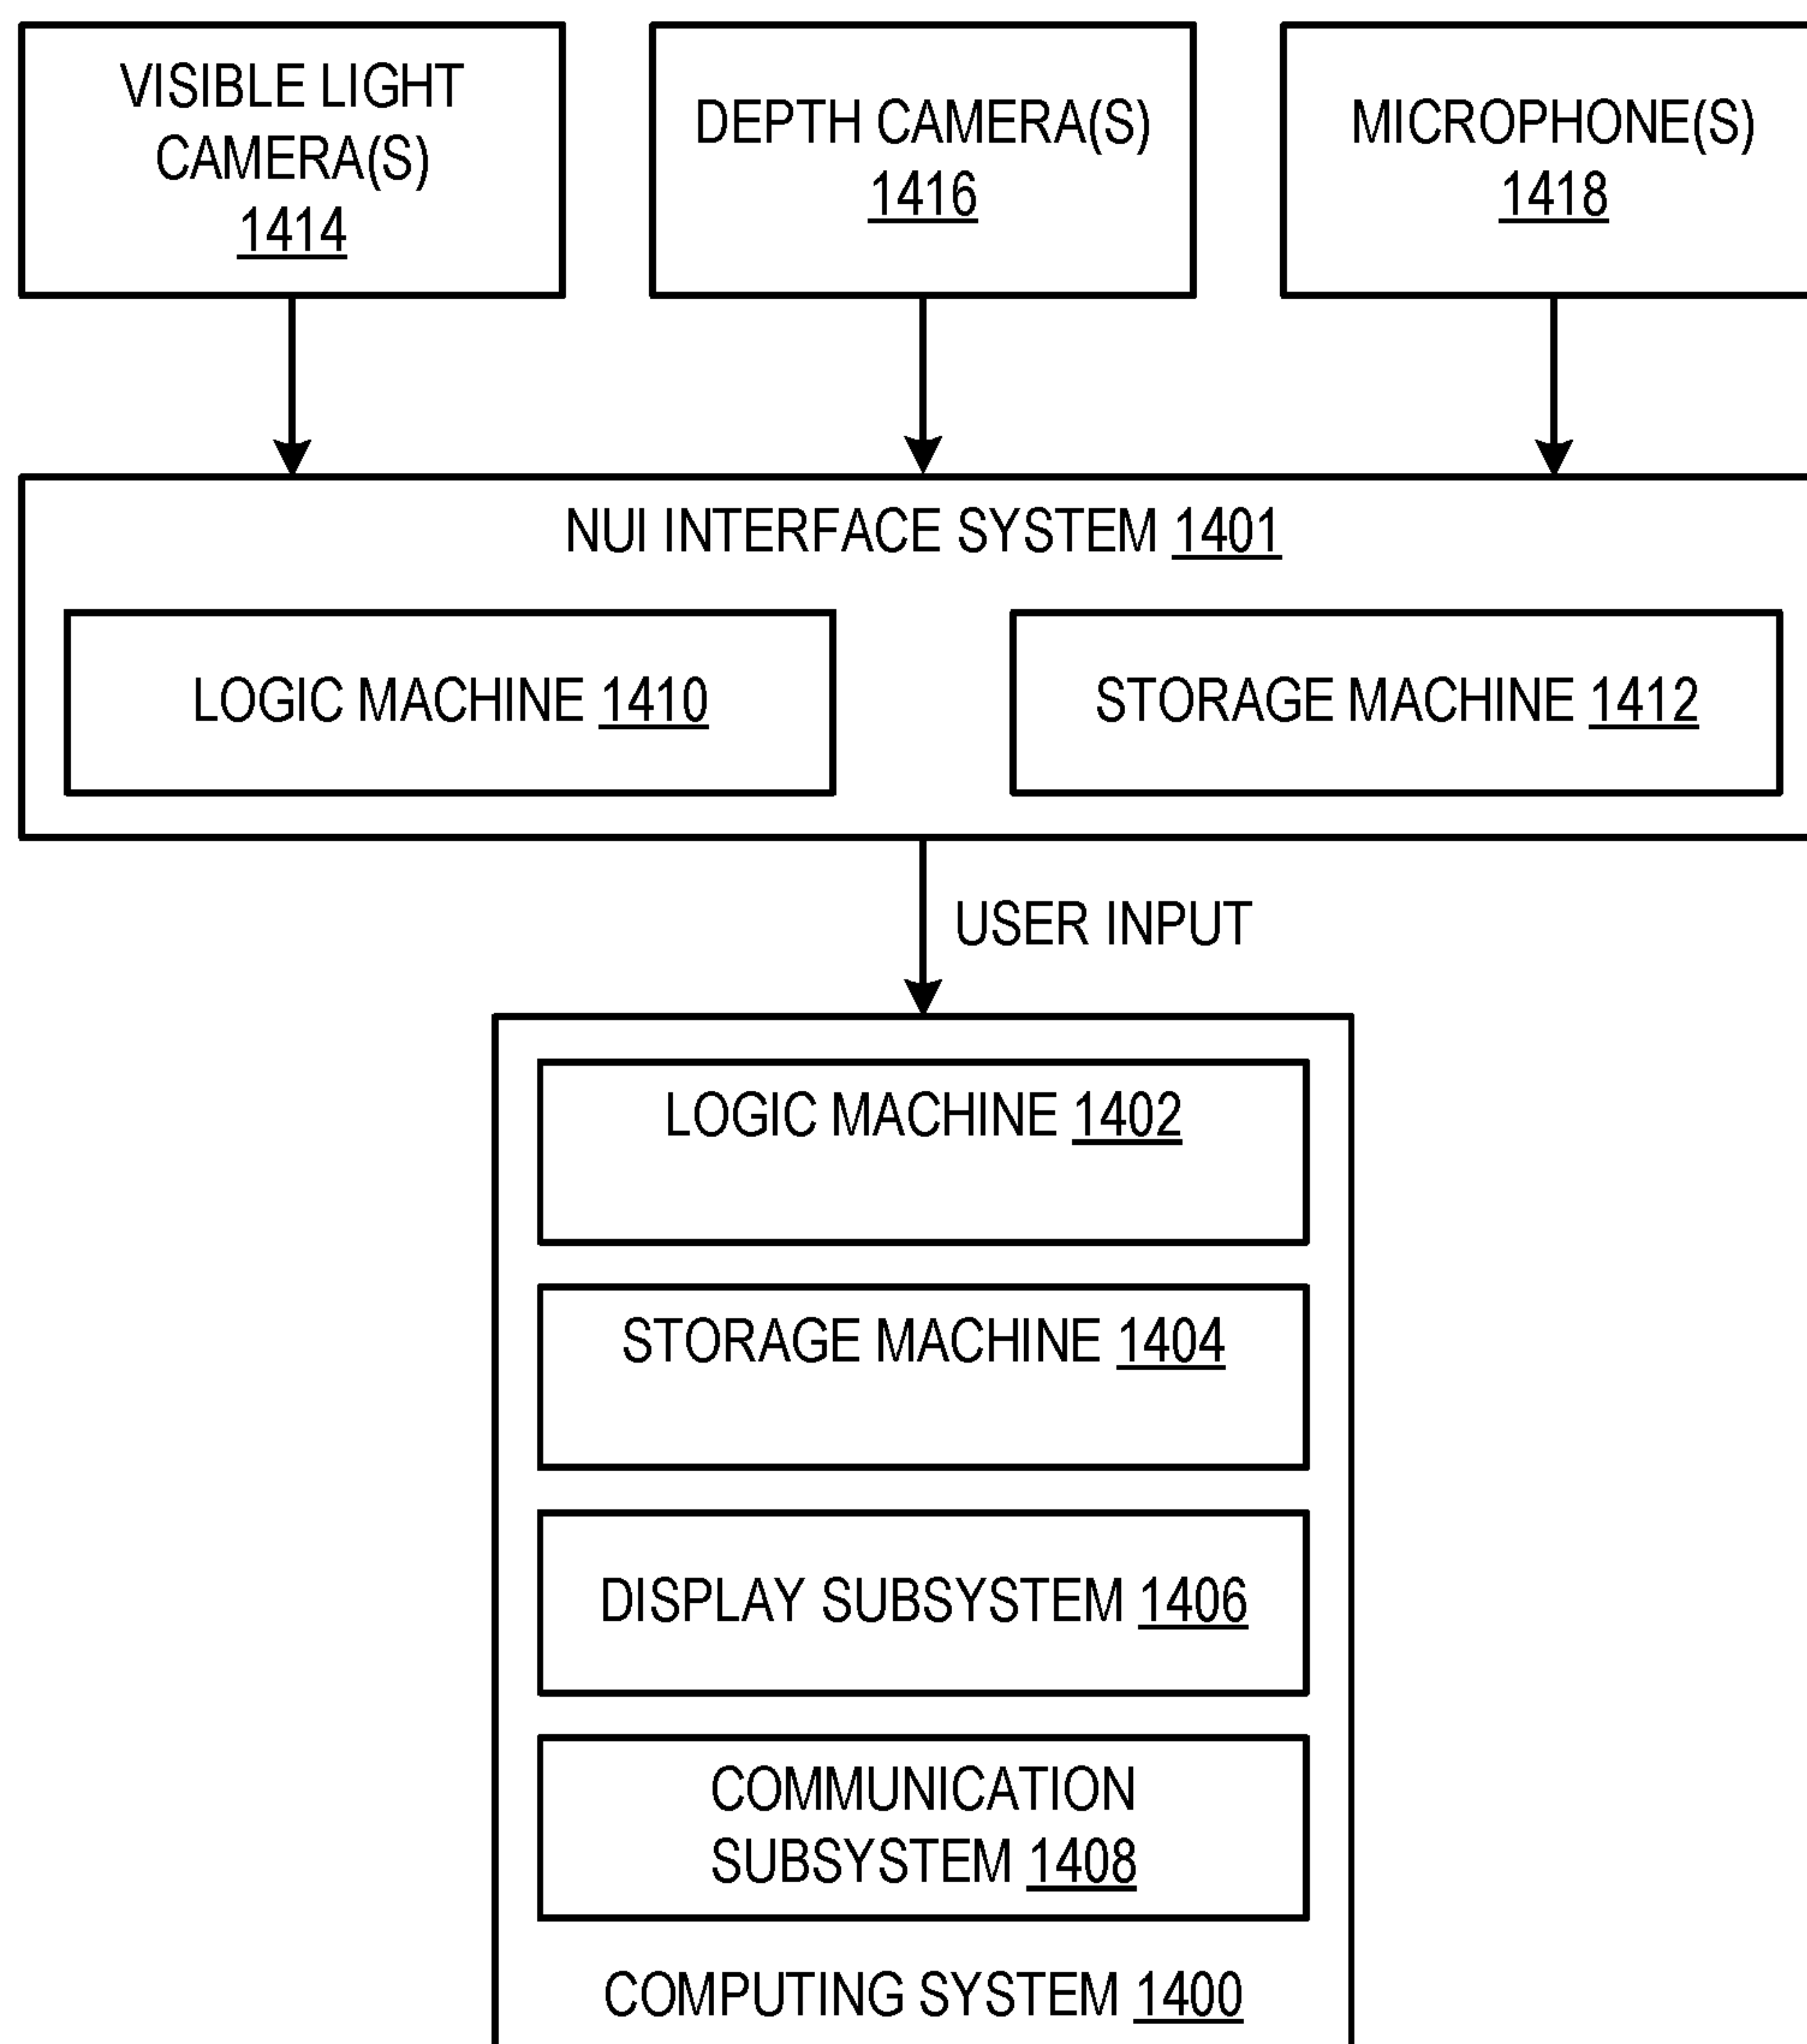 VISIBLE LIGHT
CAMERA(S)
1414
DEPTH CAMERA(S)
1416
MICROPHONE(S)
1418
NUI INTERFACE SYSTEM 1401
LOGIC MACHINE 1410
STORAGE MACHINE 1412
USER INPUT
LOGIC MACHINE 1402
STORAGE MACHINE 1404
DISPLAY SUBSYSTEM 1406
COMMUNICATION
SUBSYSTEM 1408
COMPUTING SYSTEM 1400